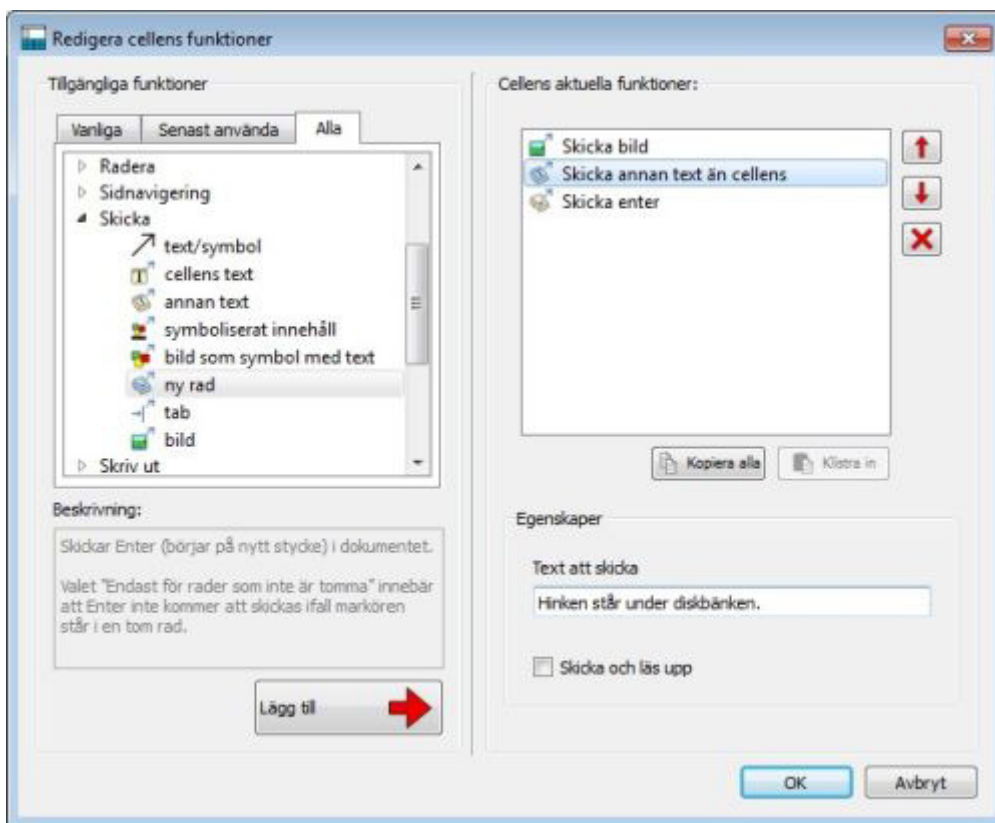 Redigera cellens funktioner
Tillgängliga funktioner
Vanliga
Senast använda
Alla
Radera
Sidnavigering
Skicka
text/symbol
T cellens text
annan text
symboliserat innehåll
bild som symbol med text
ny rad
tab
bild
Skriv ut
Beskrivning:
Skickar Enter (börjar på nytt stycke) i dokumentet.
Valet "Endast för rader som inte är tomma" innebär
att Enter inte kommer att skickas ifall markören
står i en tom rad.
Lägg till
Cellens aktuella funktioner:
Skicka bild
Skicka annan text än cellens
Skicka enter
Kopiera alla
Klistra in
Egenskaper
Text att skicka
Hinken står under diskbänken.
Skicka och läs upp
OK
Avbryt